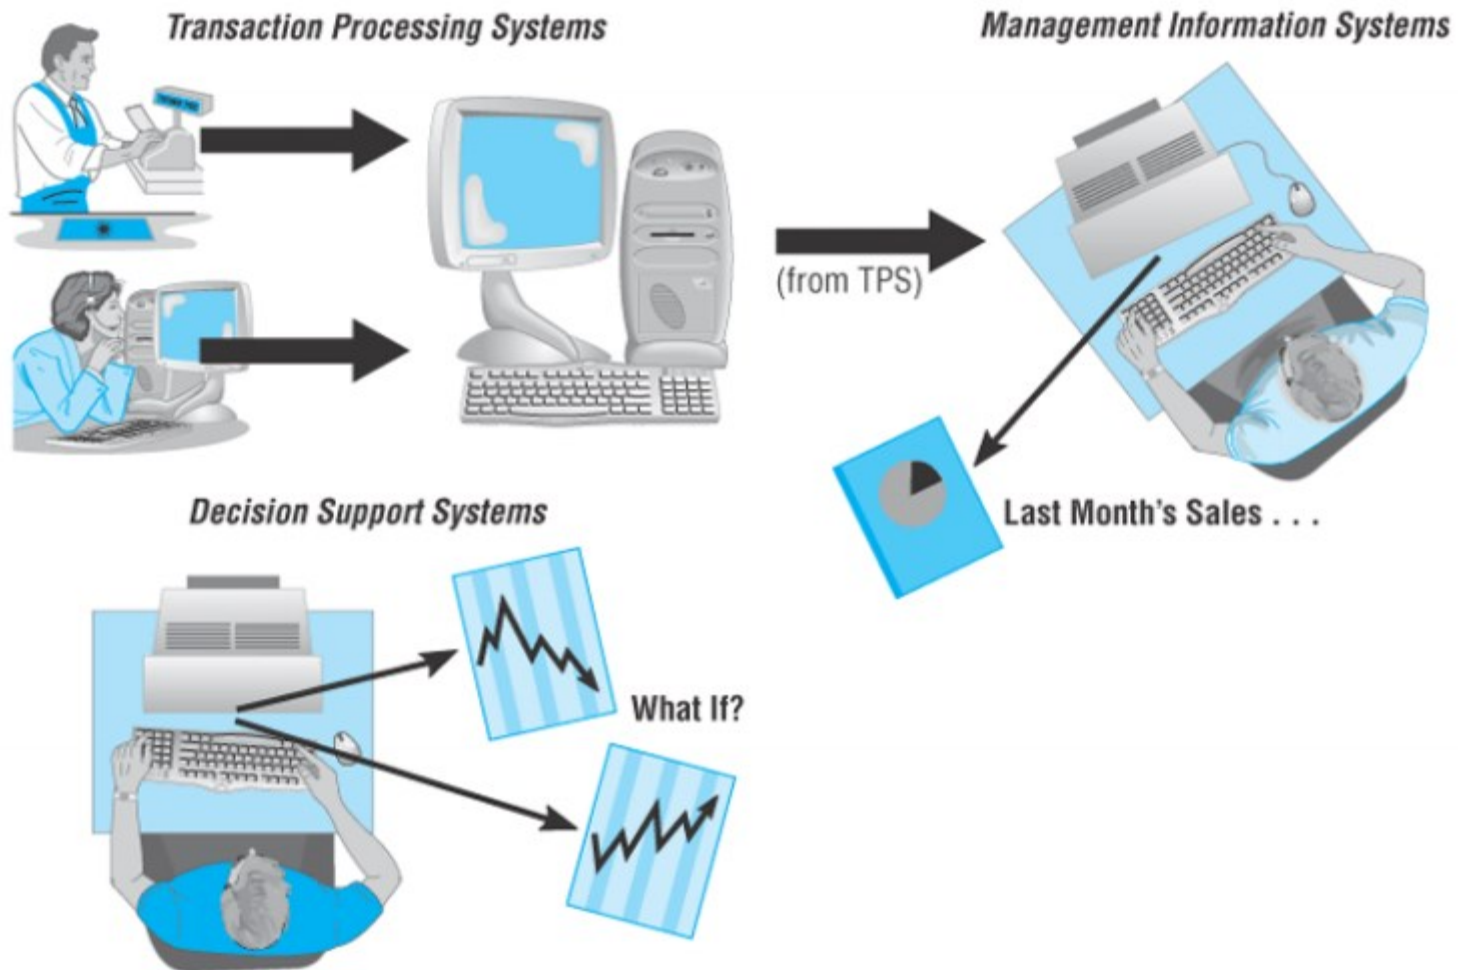 Transaction Processing Systems
Management Information Systems
(from TPS)
Last Month's Sales . . .
Decision Support Systems
What If?